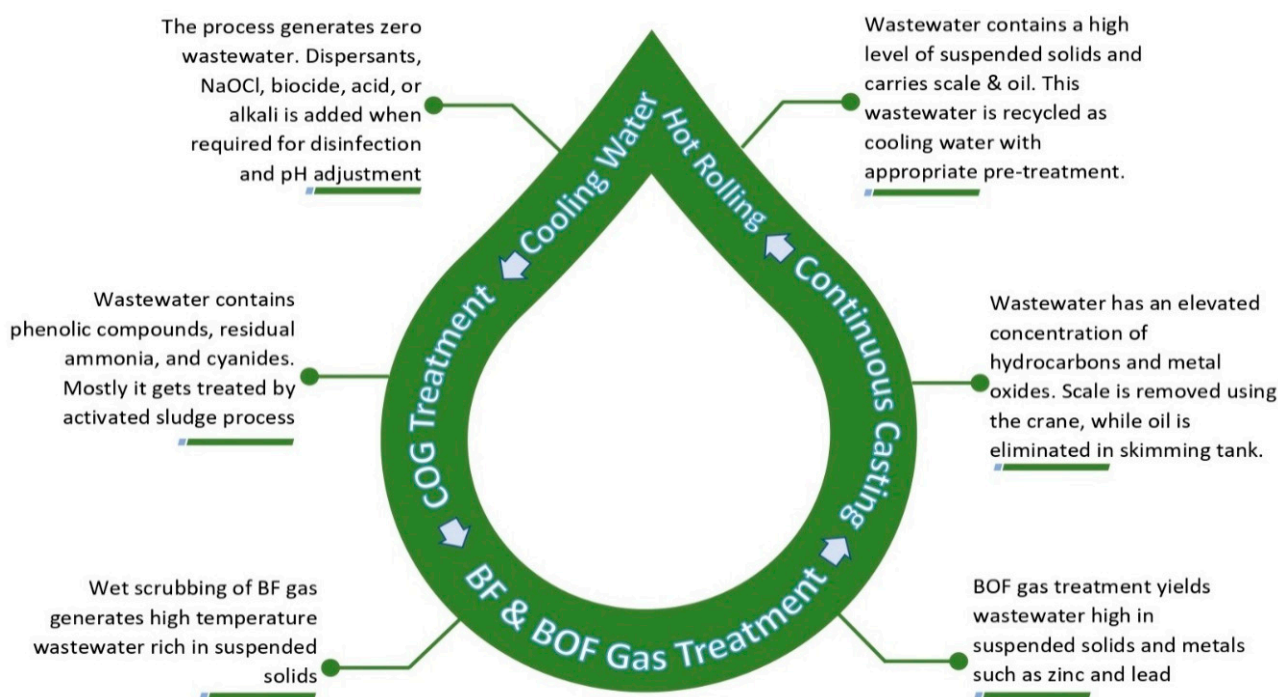 The process generates zero
wastewater. Dispersants,
NaOCl, biocide, acid, or
alkali is added when
required for disinfection
and pH adjustment
Wastewater contains
phenolic compounds, residual
ammonia, and cyanides.
Mostly it gets treated by
activated sludge process
Wet scrubbing of BF gas
generates high temperature
wastewater rich in suspended
solids
Cooling Water
COG Treatment
BF & BOF Gas Treatment
Continuous Casting
Hot Rolling
Wastewater contains a high
level of suspended solids and
carries scale & oil. This
wastewater is recycled as
cooling water with
appropriate pre-treatment.
Wastewater has an elevated
concentration of
hydrocarbons and metal
oxides. Scale is removed using
the crane, while oil is
eliminated in skimming tank.
BOF gas treatment yields
wastewater high in
suspended solids and metals
such as zinc and lead